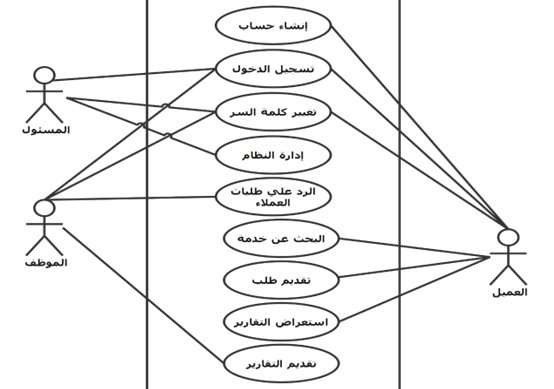 إنشاء حساب
تسجيل الدخول
تغيير كلمة السر
إدارة النظام
الرد علي طلبات
العملاء
البحث عن خدمة
تقديم طلب
استعراض التقارير
تقديم التقارير
المسئول
الموظف
العميل